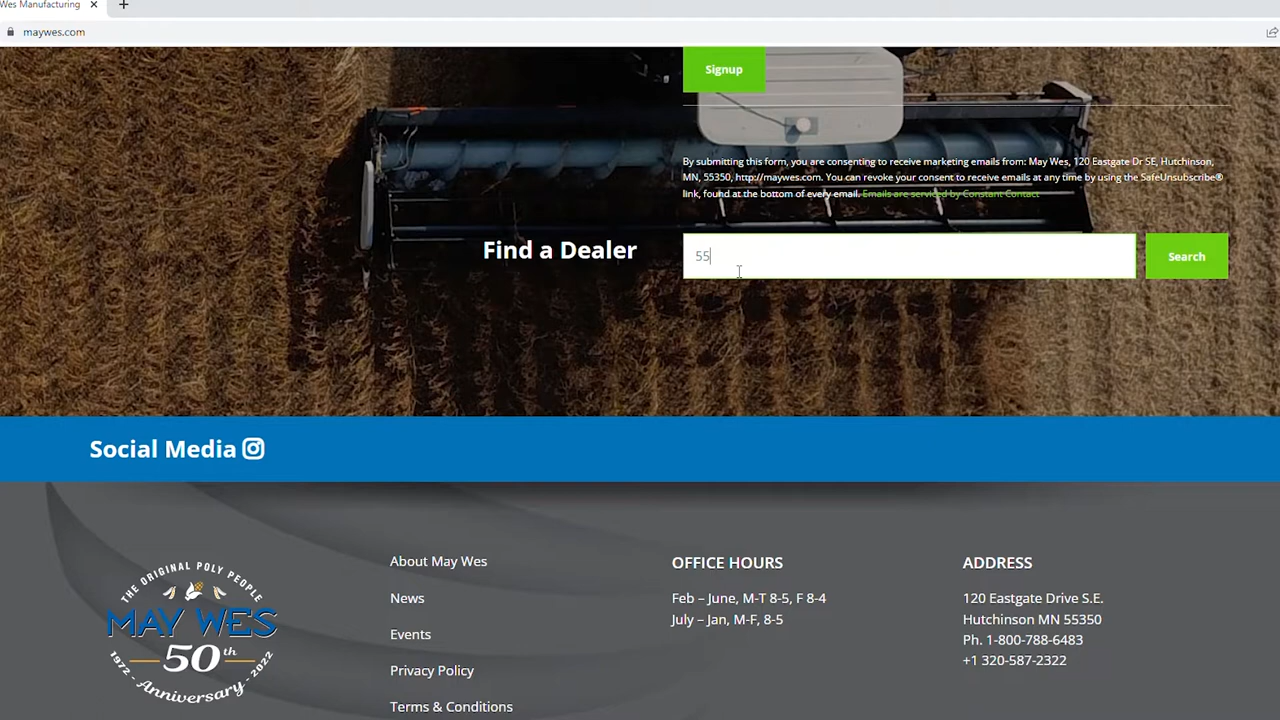 Wes Manufacturing
maywes.com
Signup
By submitting this form, you are consenting to receive marketing emails from: May Wes, 120 Eastgate Dr SE, Hutchinson,
MN, 55350, http://maywes.com. You can revoke your consent to receive emails at any time by using the SafeUnsubscribe®
link, found at the bottom of every email. Emails are serviced by Constant Contact
Find a Dealer
55
Search
Social Media
THE ORIGINAL POLY PEOPLE
MAY WES
1972 - 50th - 2022
Anniversary
About May Wes
News
Events
Privacy Policy
Terms & Conditions
OFFICE HOURS
Feb – June, M-T 8-5, F 8-4
July – Jan, M-F, 8-5
ADDRESS
120 Eastgate Drive S.E.
Hutchinson MN 55350
Ph. 1-800-788-6483
+1 320-587-2322